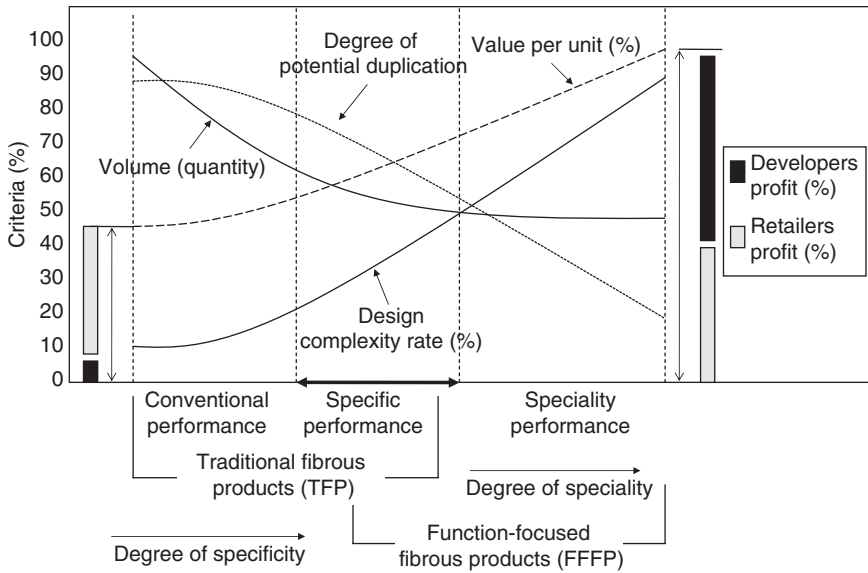 100
90
80
70
60
50
40
30
20
10
0
Criteria (%)
Degree of
potential duplication
Value per unit (%)
Volume (quantity)
Design
complexity rate (%)
Developers
profit (%)
Retailers
profit (%)
Conventional
performance
Specific
performance
Speciality
performance
Traditional fibrous
products (TFP)
Degree of speciality
Degree of specificity
Function-focused
fibrous products (FFFP)